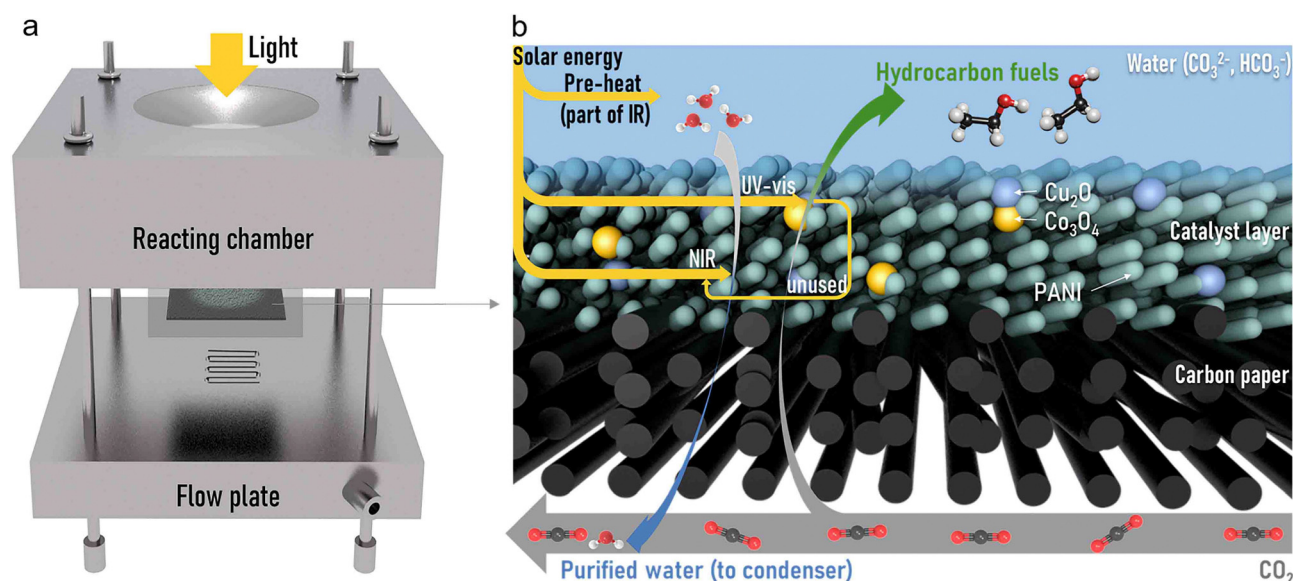 a
Light
Reacting chamber
Flow plate
b
Solar energy
Pre-heat
(part of IR)
Hydrocarbon fuels
Water (CO₃²⁻, HCO₃⁻)
UV-vis
Cu₂O
Co₃O₄
Catalyst layer
NIR
unused
PANI
Carbon paper
Purified water (to condenser)
CO₂